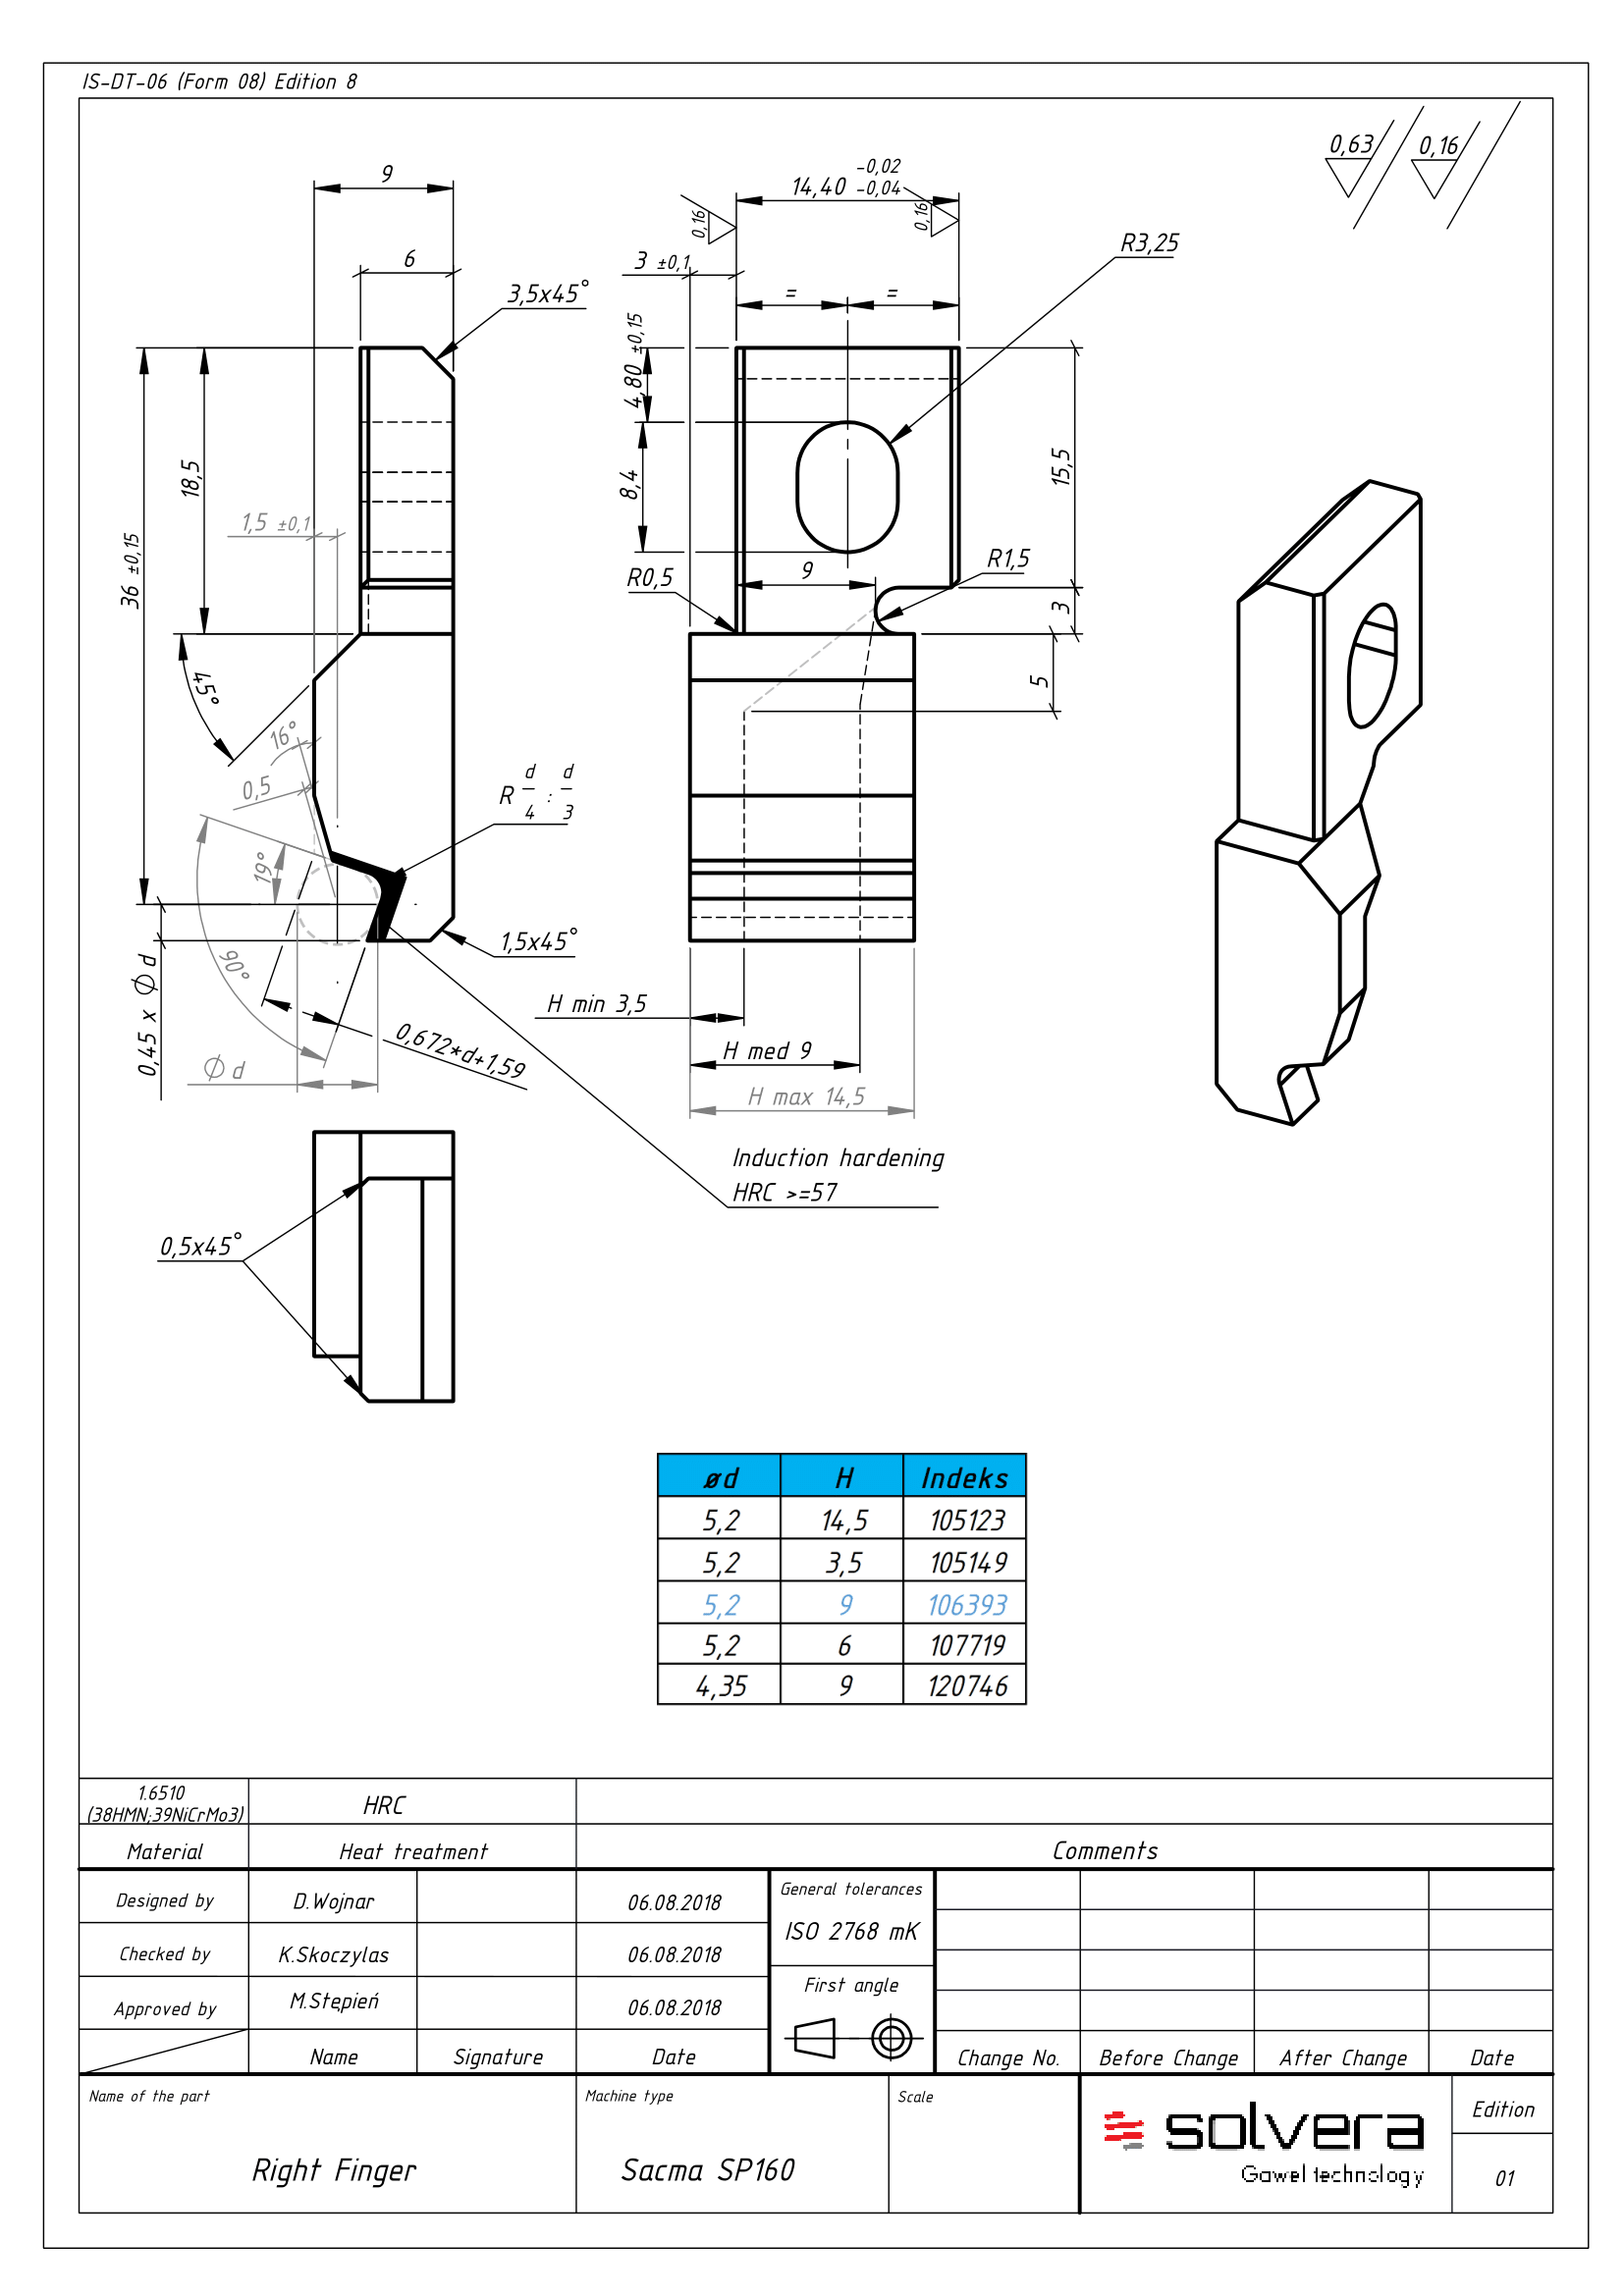 IS-DT-06 (Form 08) Edition 8
0,63
0,16
9
6
3,5x45°
14,40 -0,02 -0,04
0,16
0,16
3 ±0,1
= =
R3,25
4,80 ±0,15
8,4
15,5
18,5
36 ±0,15
1,5 ±0,1
R0,5
9
R1,5
3
5
45°
16°
0,5
R d/4 : d/3
19°
90°
1,5x45°
0,45 x Ød
Ød
0,672*d+1,59
H min 3,5
H med 9
H max 14,5
Induction hardening
HRC >=57
0,5x45°
ød H Indeks
5,2 14,5 105123
5,2 3,5 105149
5,2 9 106393
5,2 6 107719
4,35 9 120746
1.6510
(38HMN;39NiCrMo3)
HRC
Material Heat treatment Comments
Designed by D.Wojnar 06.08.2018
Checked by K.Skoczylas 06.08.2018
Approved by M.Stępień 06.08.2018
Name Signature Date
General tolerances
ISO 2768 mK
First angle
Change No. Before Change After Change Date
Name of the part
Right Finger
Machine type
Sacma SP160
Scale
solvera
Gawel technology
Edition
01